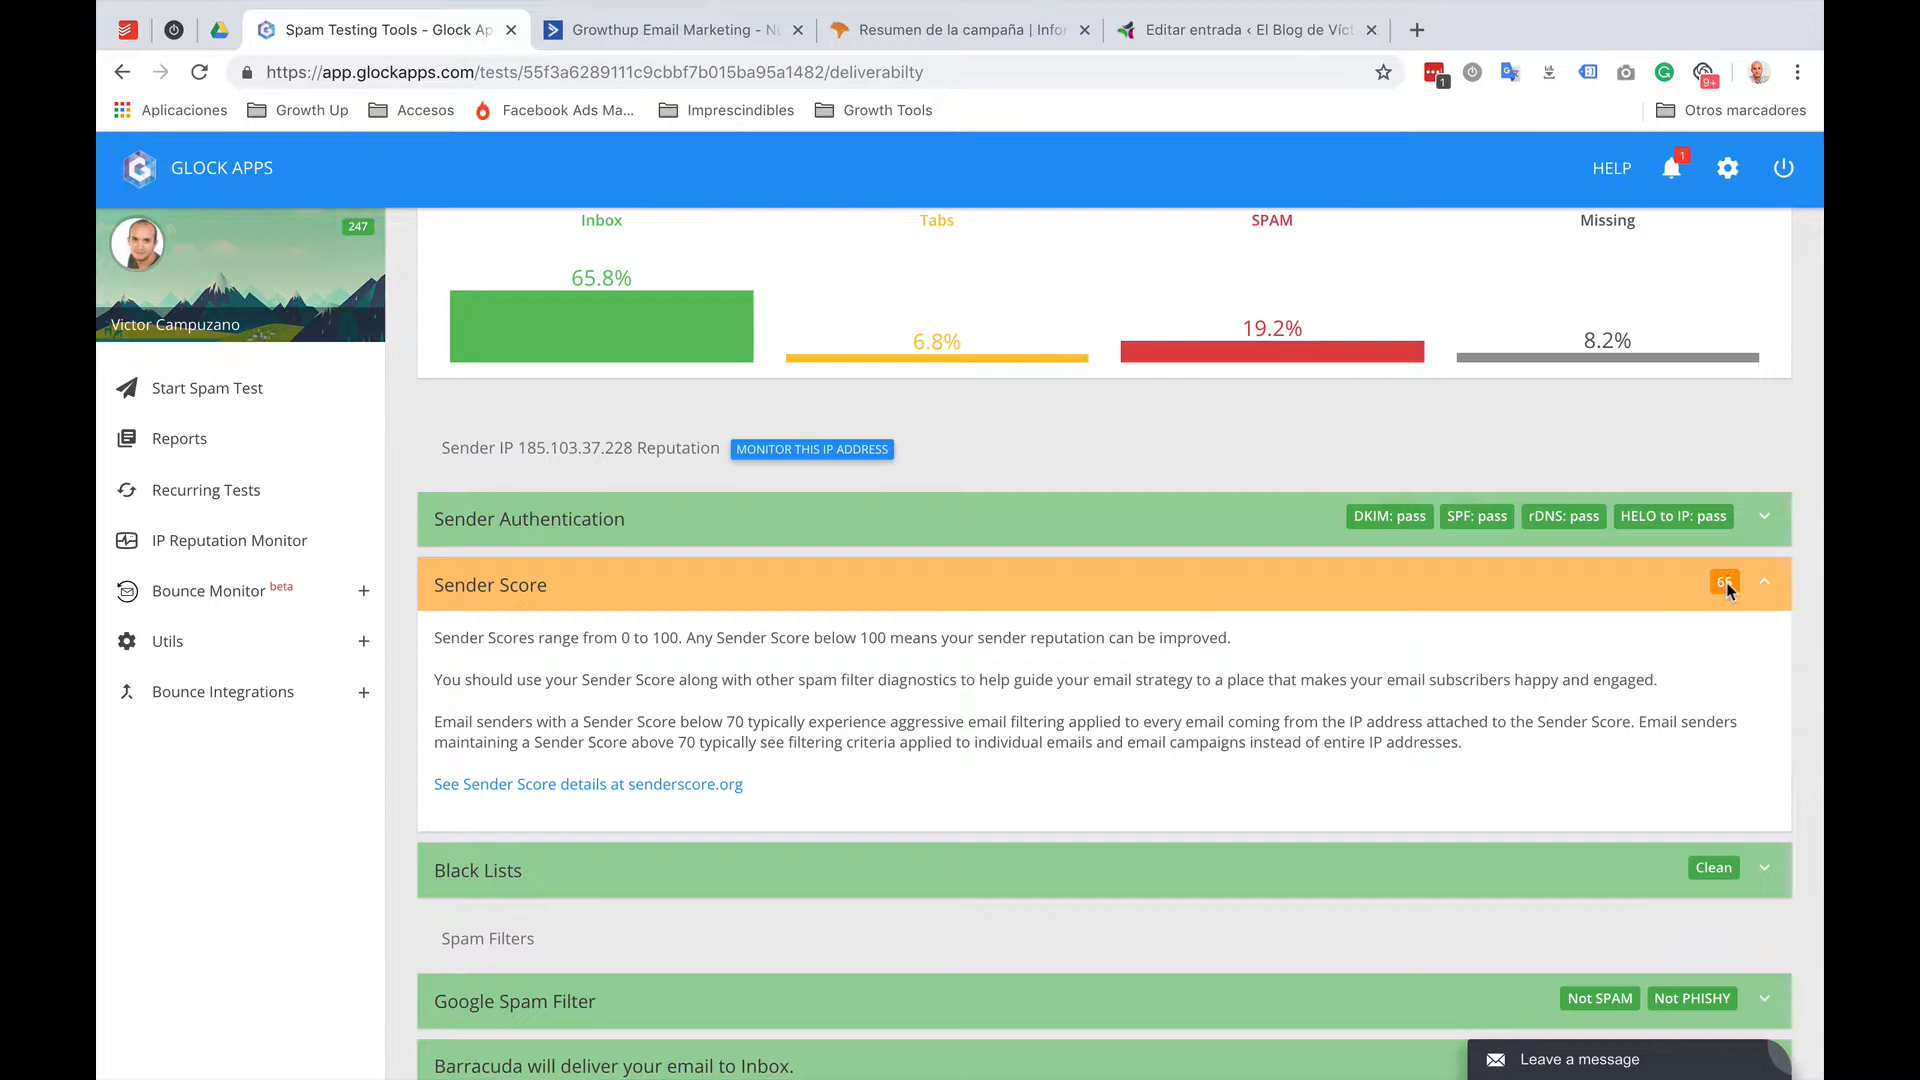 Spam Testing Tools - Glock Ap
Growthup Email Marketing - Nu
Resumen de la campaña | Infor
Editar entrada ‹ El Blog de Víct
https://app.glockapps.com/tests/55f3a6289111c9cbbf7b015ba95a1482/deliverabilty
1
9+
Aplicaciones
Growth Up
Accesos
Facebook Ads Ma...
Imprescindibles
Growth Tools
Otros marcadores
GLOCK APPS
HELP
1
247
Victor Campuzano
Start Spam Test
Reports
Recurring Tests
IP Reputation Monitor
Bounce Monitor beta
Utils
Bounce Integrations
Inbox
Tabs
SPAM
Missing
65.8%
6.8%
19.2%
8.2%
Sender IP 185.103.37.228 Reputation
MONITOR THIS IP ADDRESS
Sender Authentication
DKIM: pass
SPF: pass
rDNS: pass
HELO to IP: pass
Sender Score
Sender Scores range from 0 to 100. Any Sender Score below 100 means your sender reputation can be improved.
You should use your Sender Score along with other spam filter diagnostics to help guide your email strategy to a place that makes your email subscribers happy and engaged.
Email senders with a Sender Score below 70 typically experience aggressive email filtering applied to every email coming from the IP address attached to the Sender Score. Email senders
maintaining a Sender Score above 70 typically see filtering criteria applied to individual emails and email campaigns instead of entire IP addresses.
See Sender Score details at senderscore.org
Black Lists
Clean
Spam Filters
Google Spam Filter
Not SPAM
Not PHISHY
Barracuda will deliver your email to Inbox.
Leave a message